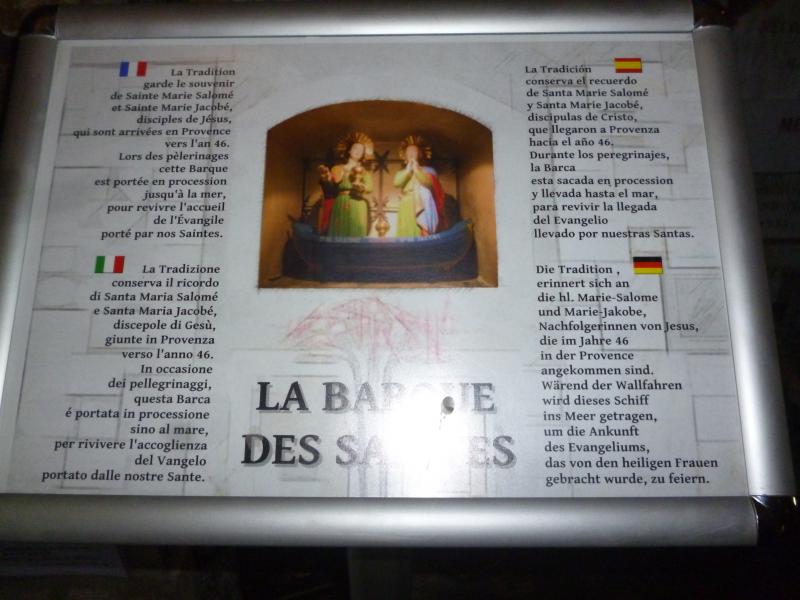 La Tradition
garde le souvenir
de Sainte Marie Salomé
et Sainte Marie Jacobé,
disciples de Jésus,
qui sont arrivées en Provence
vers l'an 46.
Lors des pèlerinages
cette Barque
est portée en procession
jusqu'à la mer,
pour revivre l'accueil
de l'Évangile
porté par nos Saintes.
La Tradición
conserva el recuerdo
de Santa Marie Salomé
y Santa Marie Jacobé,
discipulas de Cristo,
que llegaron a Provenza
hacia el año 46.
Durante los peregrinajes,
la Barca
esta sacada en procession
y llevada hasta el mar,
para revivir la llegada
del Evangelio
llevado por nuestras Santas.
La Tradizione
conserva il ricordo
di Santa Maria Salomé
e Santa Maria Jacobé,
discepole di Gesù,
giunte in Provenza
verso l'anno 46.
In occasione
dei pellegrinaggi,
questa Barca
é portata in processione
sino al mare,
per rivivere l'accoglienza
del Vangelo
portato dalle nostre Sante.
Die Tradition ,
erinnert sich an
die hl. Marie-Salome
und Marie-Jakobe,
Nachfolgerinnen von Jesus,
die im Jahre 46
in der Provence
angekommen sind.
Wärend der Wallfahren
wird dieses Schiff
ins Meer getragen,
um die Ankunft
des Evangeliums,
das von den heiligen Frauen
gebracht wurde, zu feiern.
LA BARQUE
DES